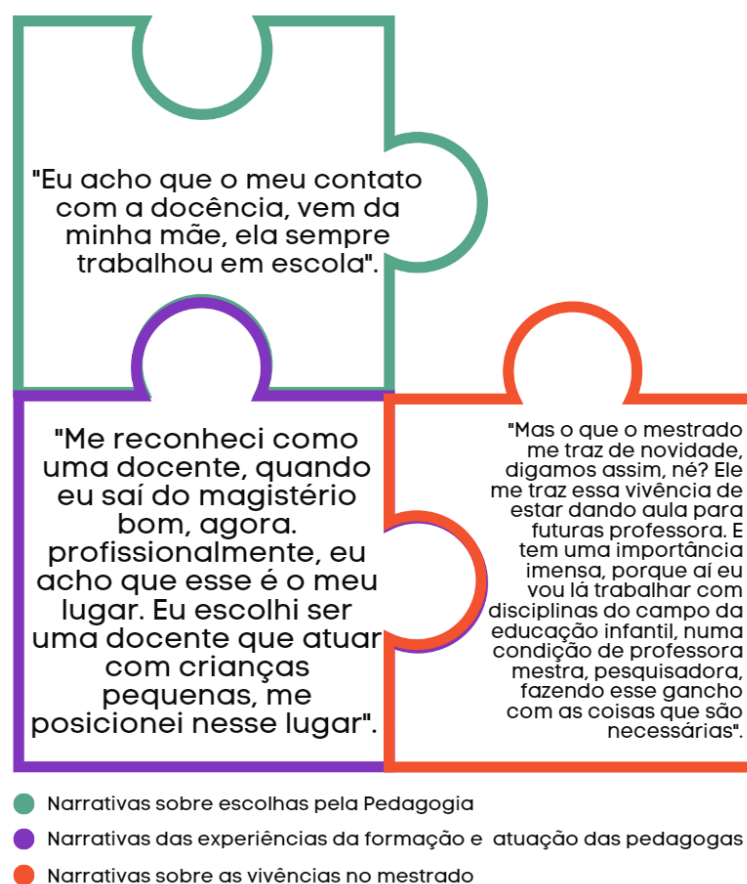 "Eu acho que o meu contato
com a docência, vem da
minha mãe, ela sempre
trabalhou em escola".
"Me reconheci como
uma docente, quando
eu saí do magistério
bom, agora.
profissionalmente, eu
acho que esse é o meu
lugar. Eu escolhi ser
uma docente que atuar
com crianças
pequenas, me
posicionei nesse lugar".
"Mas o que o mestrado
me traz de novidade,
digamos assim, né? Ele
me traz essa vivência de
estar dando aula para
futuras professora. E
tem uma importância
imensa, porque aí eu
vou lá trabalhar com
disciplinas do campo da
educação infantil, numa
condição de professora
mestra, pesquisadora,
fazendo esse gancho
com as coisas que são
necessárias".
Narrativas sobre escolhas pela Pedagogia
Narrativas das experiências da formação e atuação das pedagogas
Narrativas sobre as vivências no mestrado